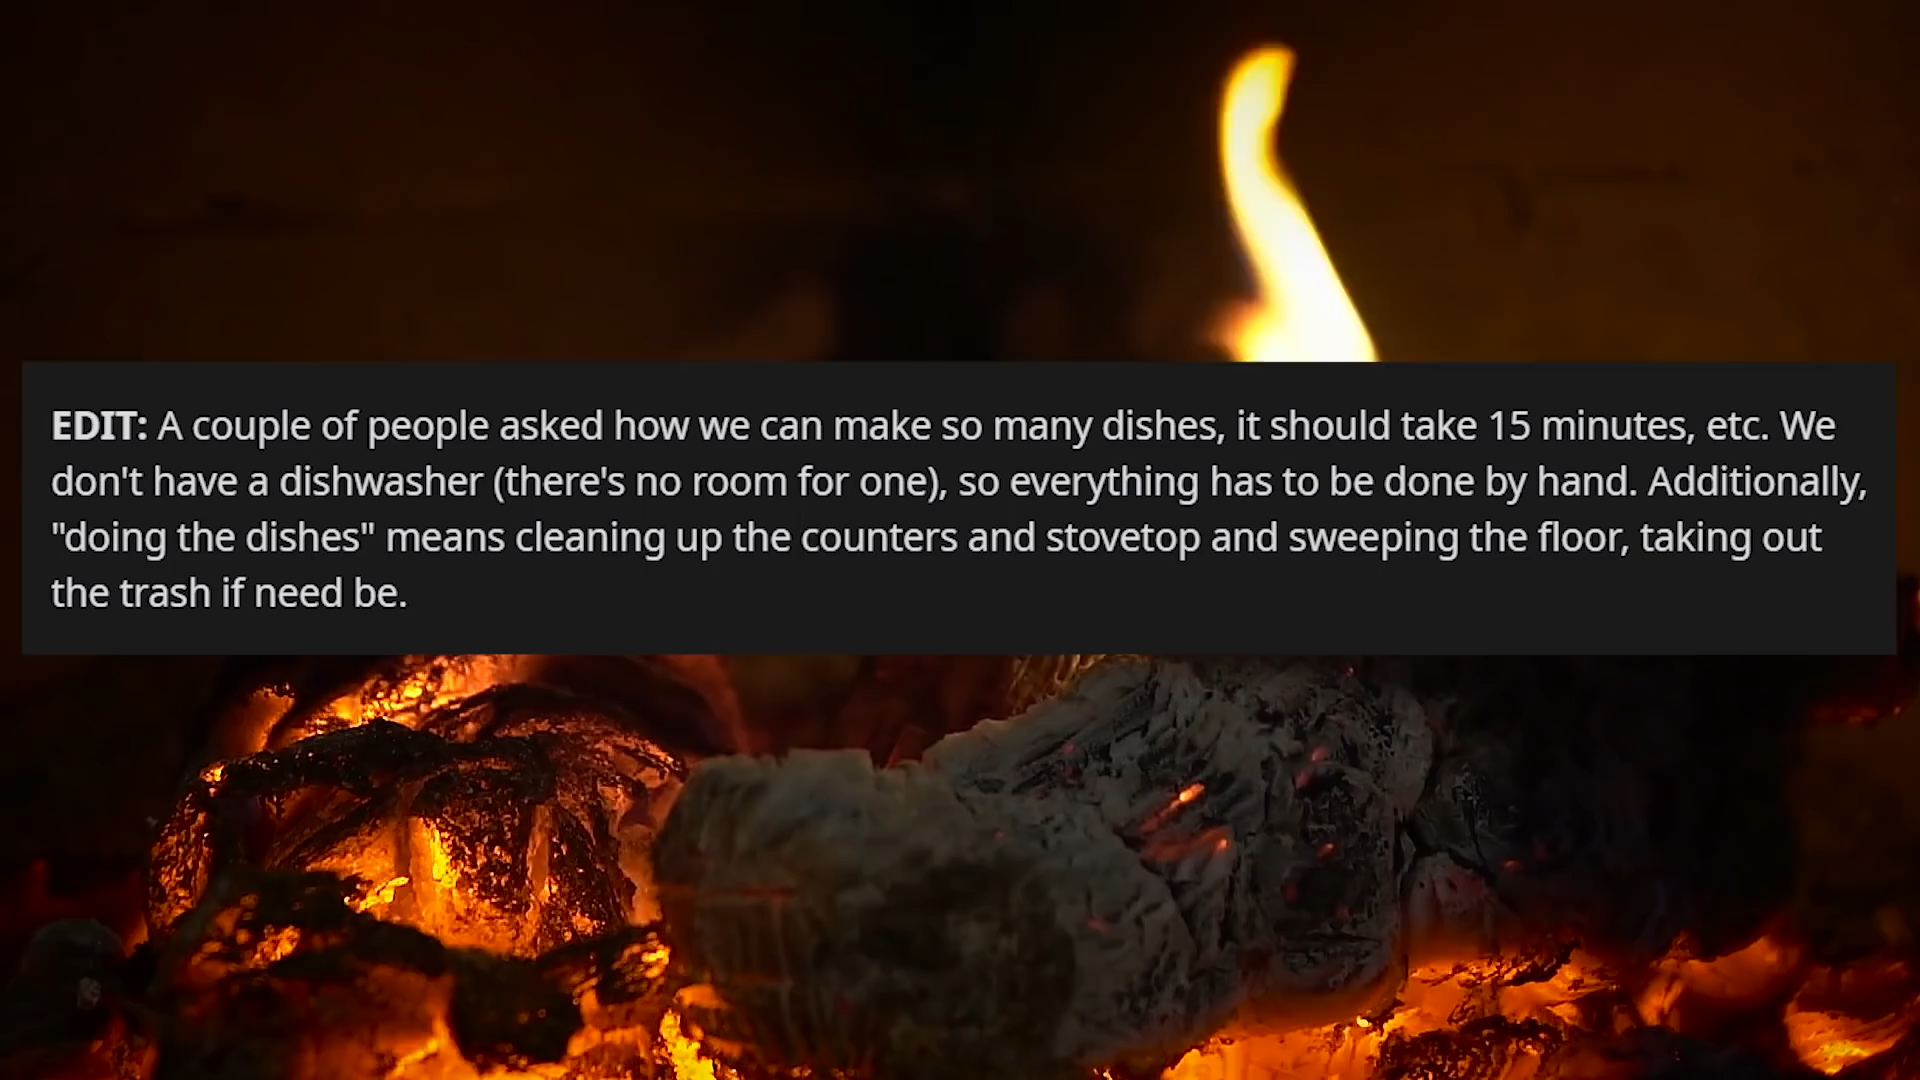 EDIT: A couple of people asked how we can make so many dishes, it should take 15 minutes, etc. We
don't have a dishwasher (there's no room for one), so everything has to be done by hand. Additionally,
"doing the dishes" means cleaning up the counters and stovetop and sweeping the floor, taking out
the trash if need be.